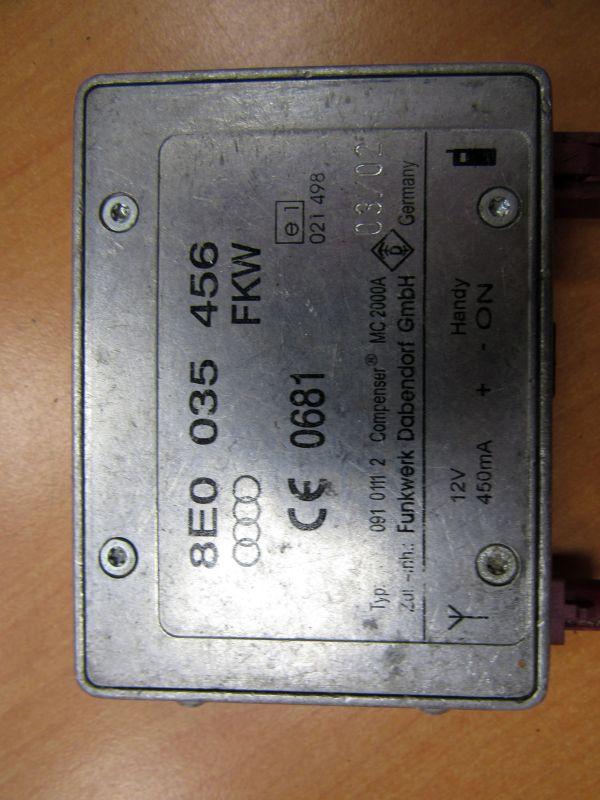 8E0 035 456
FKW
CE 0681
e 1
021 498
03/02
Typ: 091 0111 2 Compenser® MC 2000A
Funkwerk Dabendorf GmbH Germany
D
12V
450mA
Handy
+ - ON